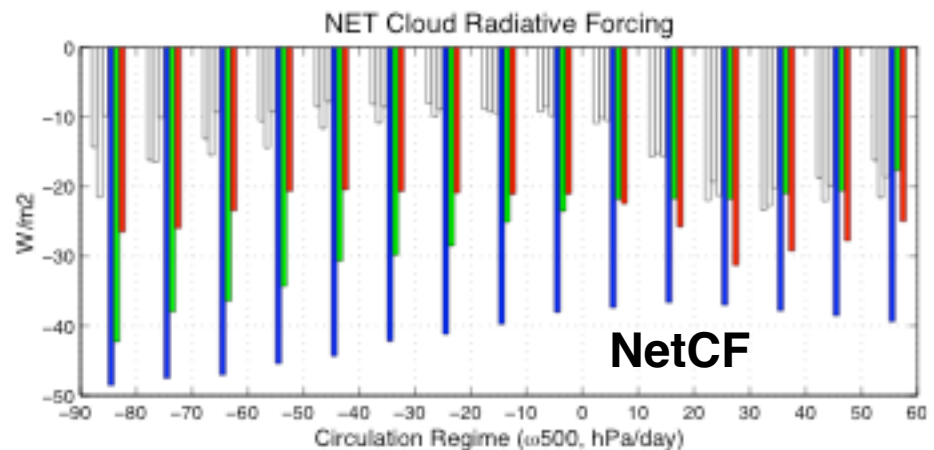 NET Cloud Radiative Forcing
0
−10
−20
−30
−40
−50
W/m2
NetCF
−90 −80 −70 −60 −50 −40 −30 −20 −10 0 10 20 30 40 50 60
Circulation Regime (ω500, hPa/day)